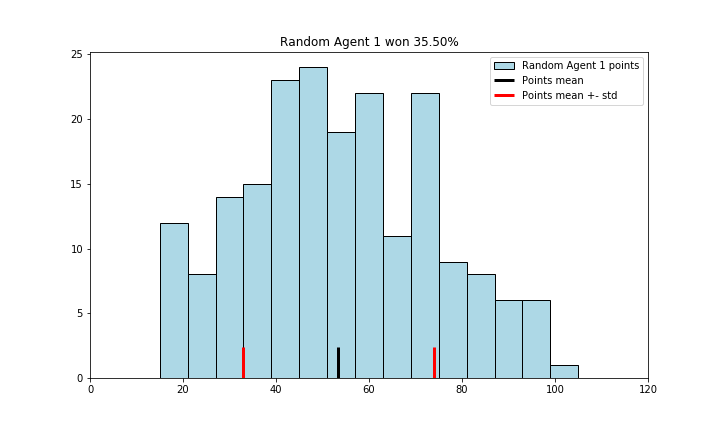 Random Agent 1 won 35.50%
Random Agent 1 points
Points mean
Points mean +- std
25
20
15
10
5
0
0 20 40 60 80 100 120